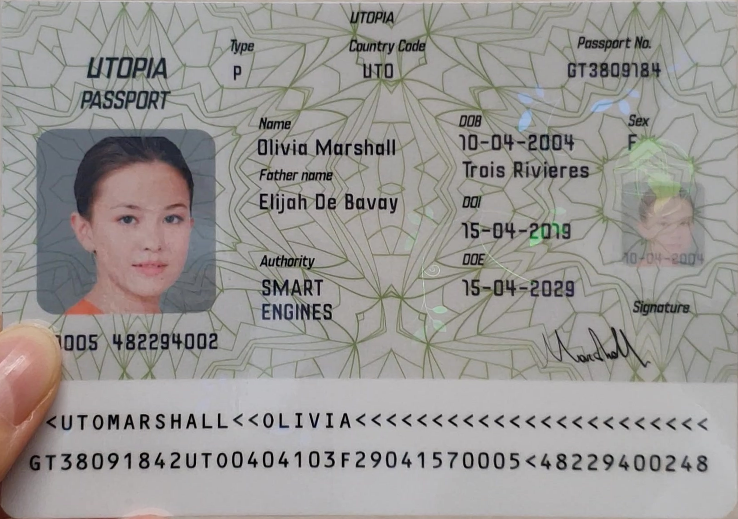 UTOPIA
UTOPIA
PASSPORT
Type
P
Country Code
UTO
Passport No.
GT3809184
Name
Olivia Marshall
Father name
Elijah De Bavay
Authority
SMART
ENGINES
DOB
10-04-2004
Trois Rivieres
DOI
15-04-2019
DOE
15-04-2029
Sex
F
10-04-2004
Signature
Marshall
0005 482294002
<UTOMARSHALL<<OLIVIA<<<<<<<<<<<<<<<<<<<<<<<<
GT38091842UTO0404103F29041570005<48229400248